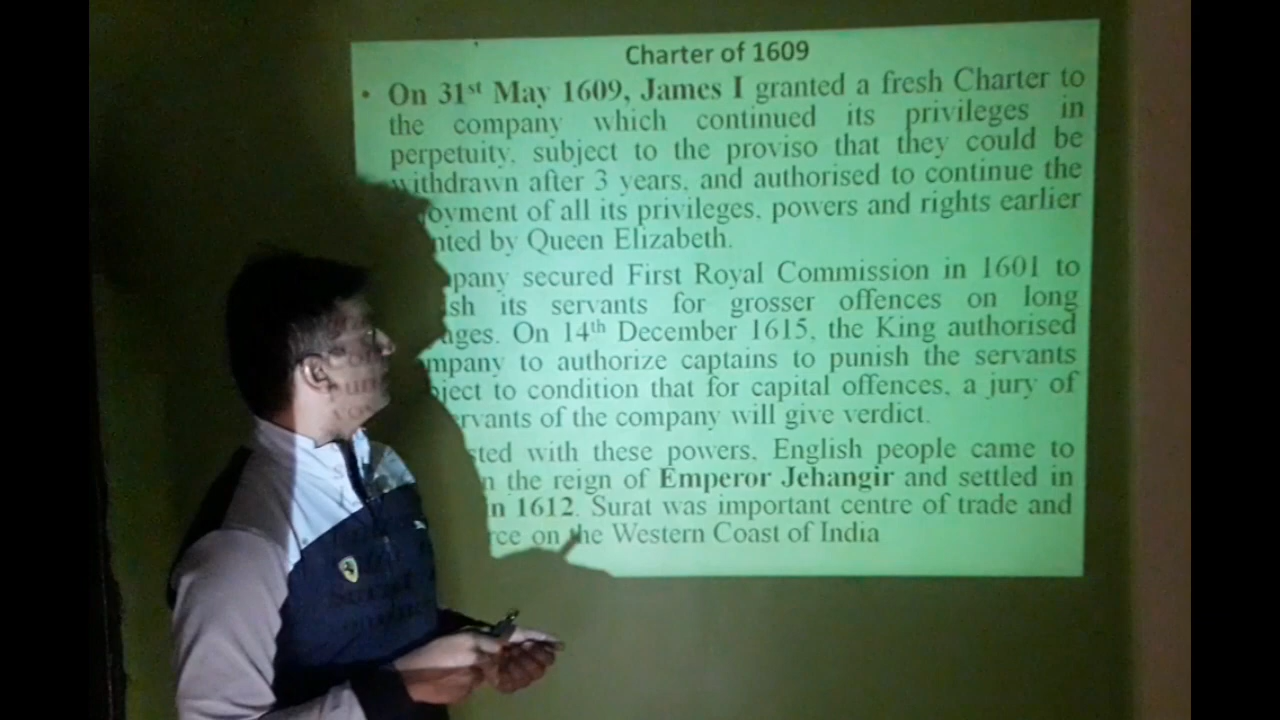 Charter of 1609
• On 31st May 1609, James I granted a fresh Charter to
the company which continued its privileges in
perpetuity, subject to the proviso that they could be
withdrawn after 3 years, and authorised to continue the
oyment of all its privileges, powers and rights earlier
nted by Queen Elizabeth.
pany secured First Royal Commission in 1601 to
sh its servants for grosser offences on long
ages. On 14th December 1615, the King authorised
mpany to authorize captains to punish the servants
ject to condition that for capital offences, a jury of
rvants of the company will give verdict.
sted with these powers, English people came to
n the reign of Emperor Jehangir and settled in
in 1612. Surat was important centre of trade and
rce on the Western Coast of India